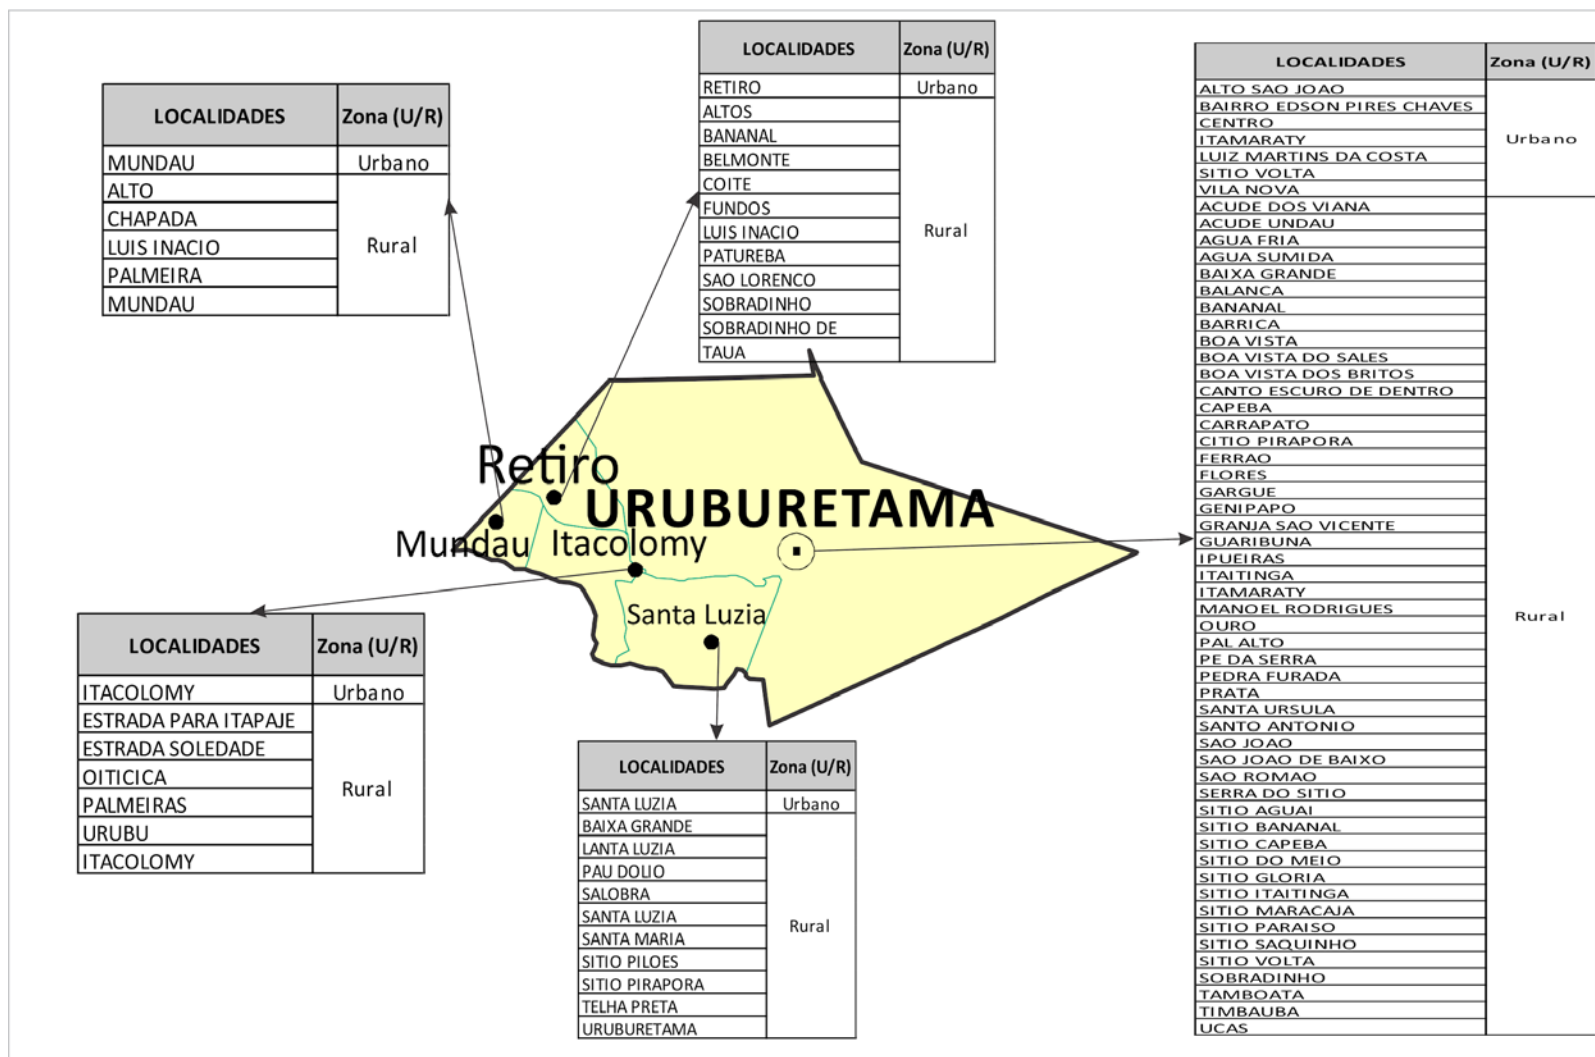 LOCALIDADES Zona (U/R)
RETIRO Urbano
ALTOS
BANANAL
BELMONTE
COITE
FUNDOS
LUIS INACIO Rural
PATUREBA
SAO LORENCO
SOBRADINHO
SOBRADINHO DE
TAUA
LOCALIDADES Zona (U/R)
MUNDAU Urbano
ALTO
CHAPADA
LUIS INACIO Rural
PALMEIRA
MUNDAU
LOCALIDADES Zona (U/R)
ALTO SAO JOAO
BAIRRO EDSON PIRES CHAVES
CENTRO
ITAMARATY Urbano
LUIZ MARTINS DA COSTA
SITIO VOLTA
VILA NOVA
ACUDE DOS VIANA
ACUDE UNDAU
AGUA FRIA
AGUA SUMIDA
BAIXA GRANDE
BALANCA
BANANAL
BARRICA
BOA VISTA
BOA VISTA DO SALES
BOA VISTA DOS BRITOS
CANTO ESCURO DE DENTRO
CAPEBA
CARRAPATO
CITIO PIRAPORA
FERRAO
FLORES
GARGUE
GENIPAPO
GRANJA SAO VICENTE
GUARIBUNA
IPUEIRAS
ITAITINGA
ITAMARATY
MANOEL RODRIGUES
OURO Rural
PAL ALTO
PE DA SERRA
PEDRA FURADA
PRATA
SANTA URSULA
SANTO ANTONIO
SAO JOAO
SAO JOAO DE BAIXO
SAO ROMAO
SERRA DO SITIO
SITIO AGUAI
SITIO BANANAL
SITIO CAPEBA
SITIO DO MEIO
SITIO GLORIA
SITIO ITAITINGA
SITIO MARACAJA
SITIO PARAISO
SITIO SAQUINHO
SITIO VOLTA
SOBRADINHO
TAMBOATA
TIMBAUBA
UCAS
Retiro
URUBURETAMA
Mundau Itacolomy
Santa Luzia
LOCALIDADES Zona (U/R)
ITACOLOMY Urbano
ESTRADA PARA ITAPAJE
ESTRADA SOLEDADE
OITICICA Rural
PALMEIRAS
URUBU
ITACOLOMY
LOCALIDADES Zona (U/R)
SANTA LUZIA Urbano
BAIXA GRANDE
LANTA LUZIA
PAU DOLIO
SALOBRA
SANTA LUZIA Rural
SANTA MARIA
SITIO PILOES
SITIO PIRAPORA
TELHA PRETA
URUBURETAMA